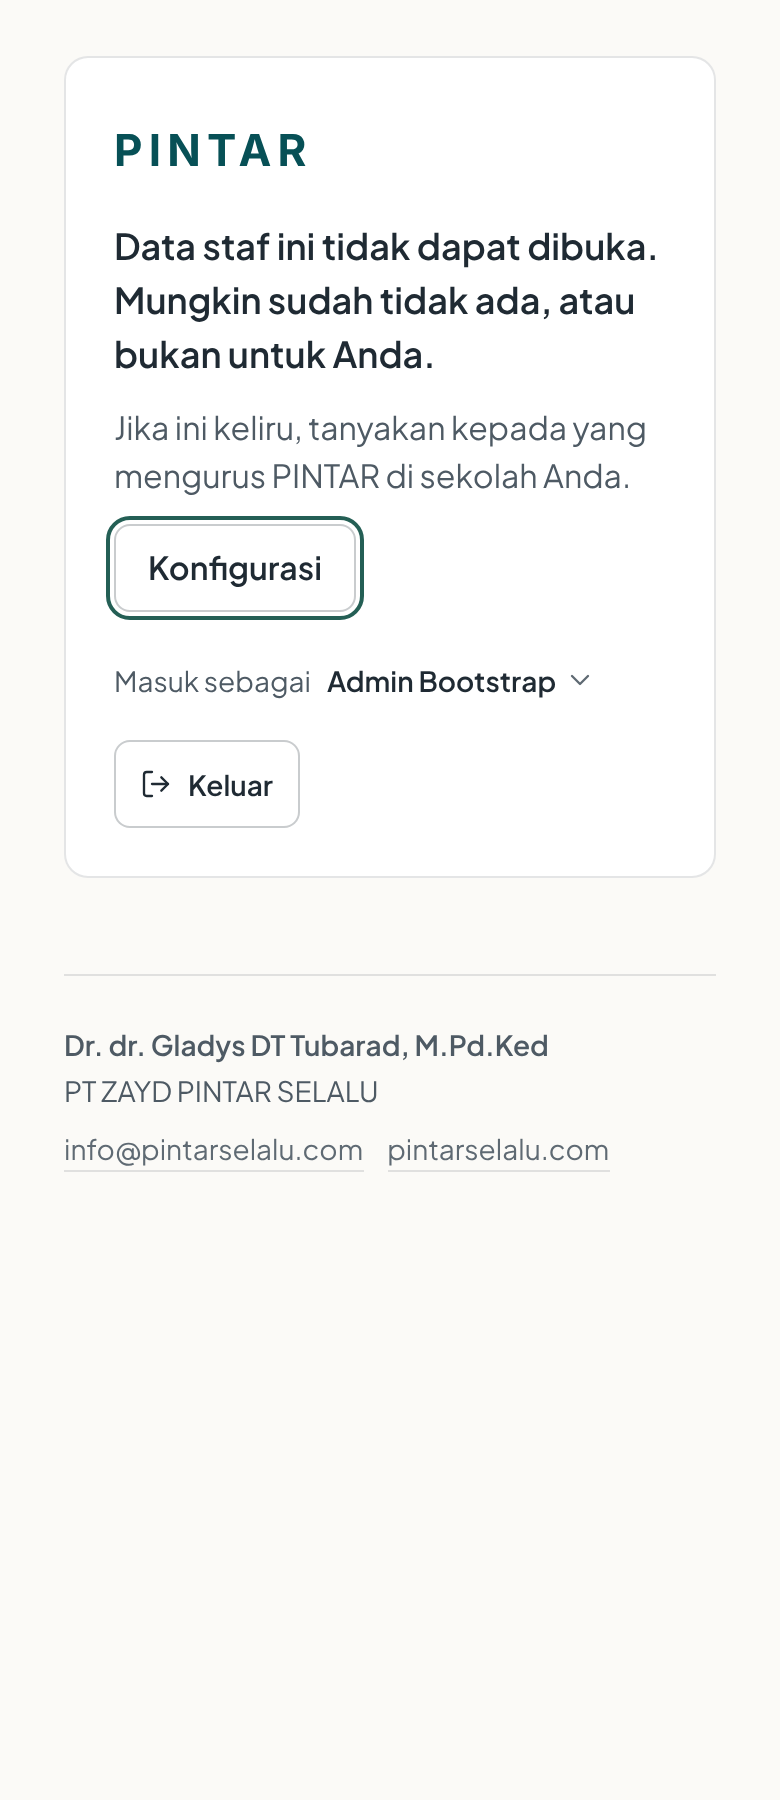 PINTAR
Data staf ini tidak dapat dibuka.
Mungkin sudah tidak ada, atau
bukan untuk Anda.
Jika ini keliru, tanyakan kepada yang
mengurus PINTAR di sekolah Anda.
Konfigurasi
Masuk sebagai Admin Bootstrap
Keluar
Dr. dr. Gladys DT Tubarad, M.Pd.Ked
PT ZAYD PINTAR SELALU
info@pintarselalu.com pintarselalu.com